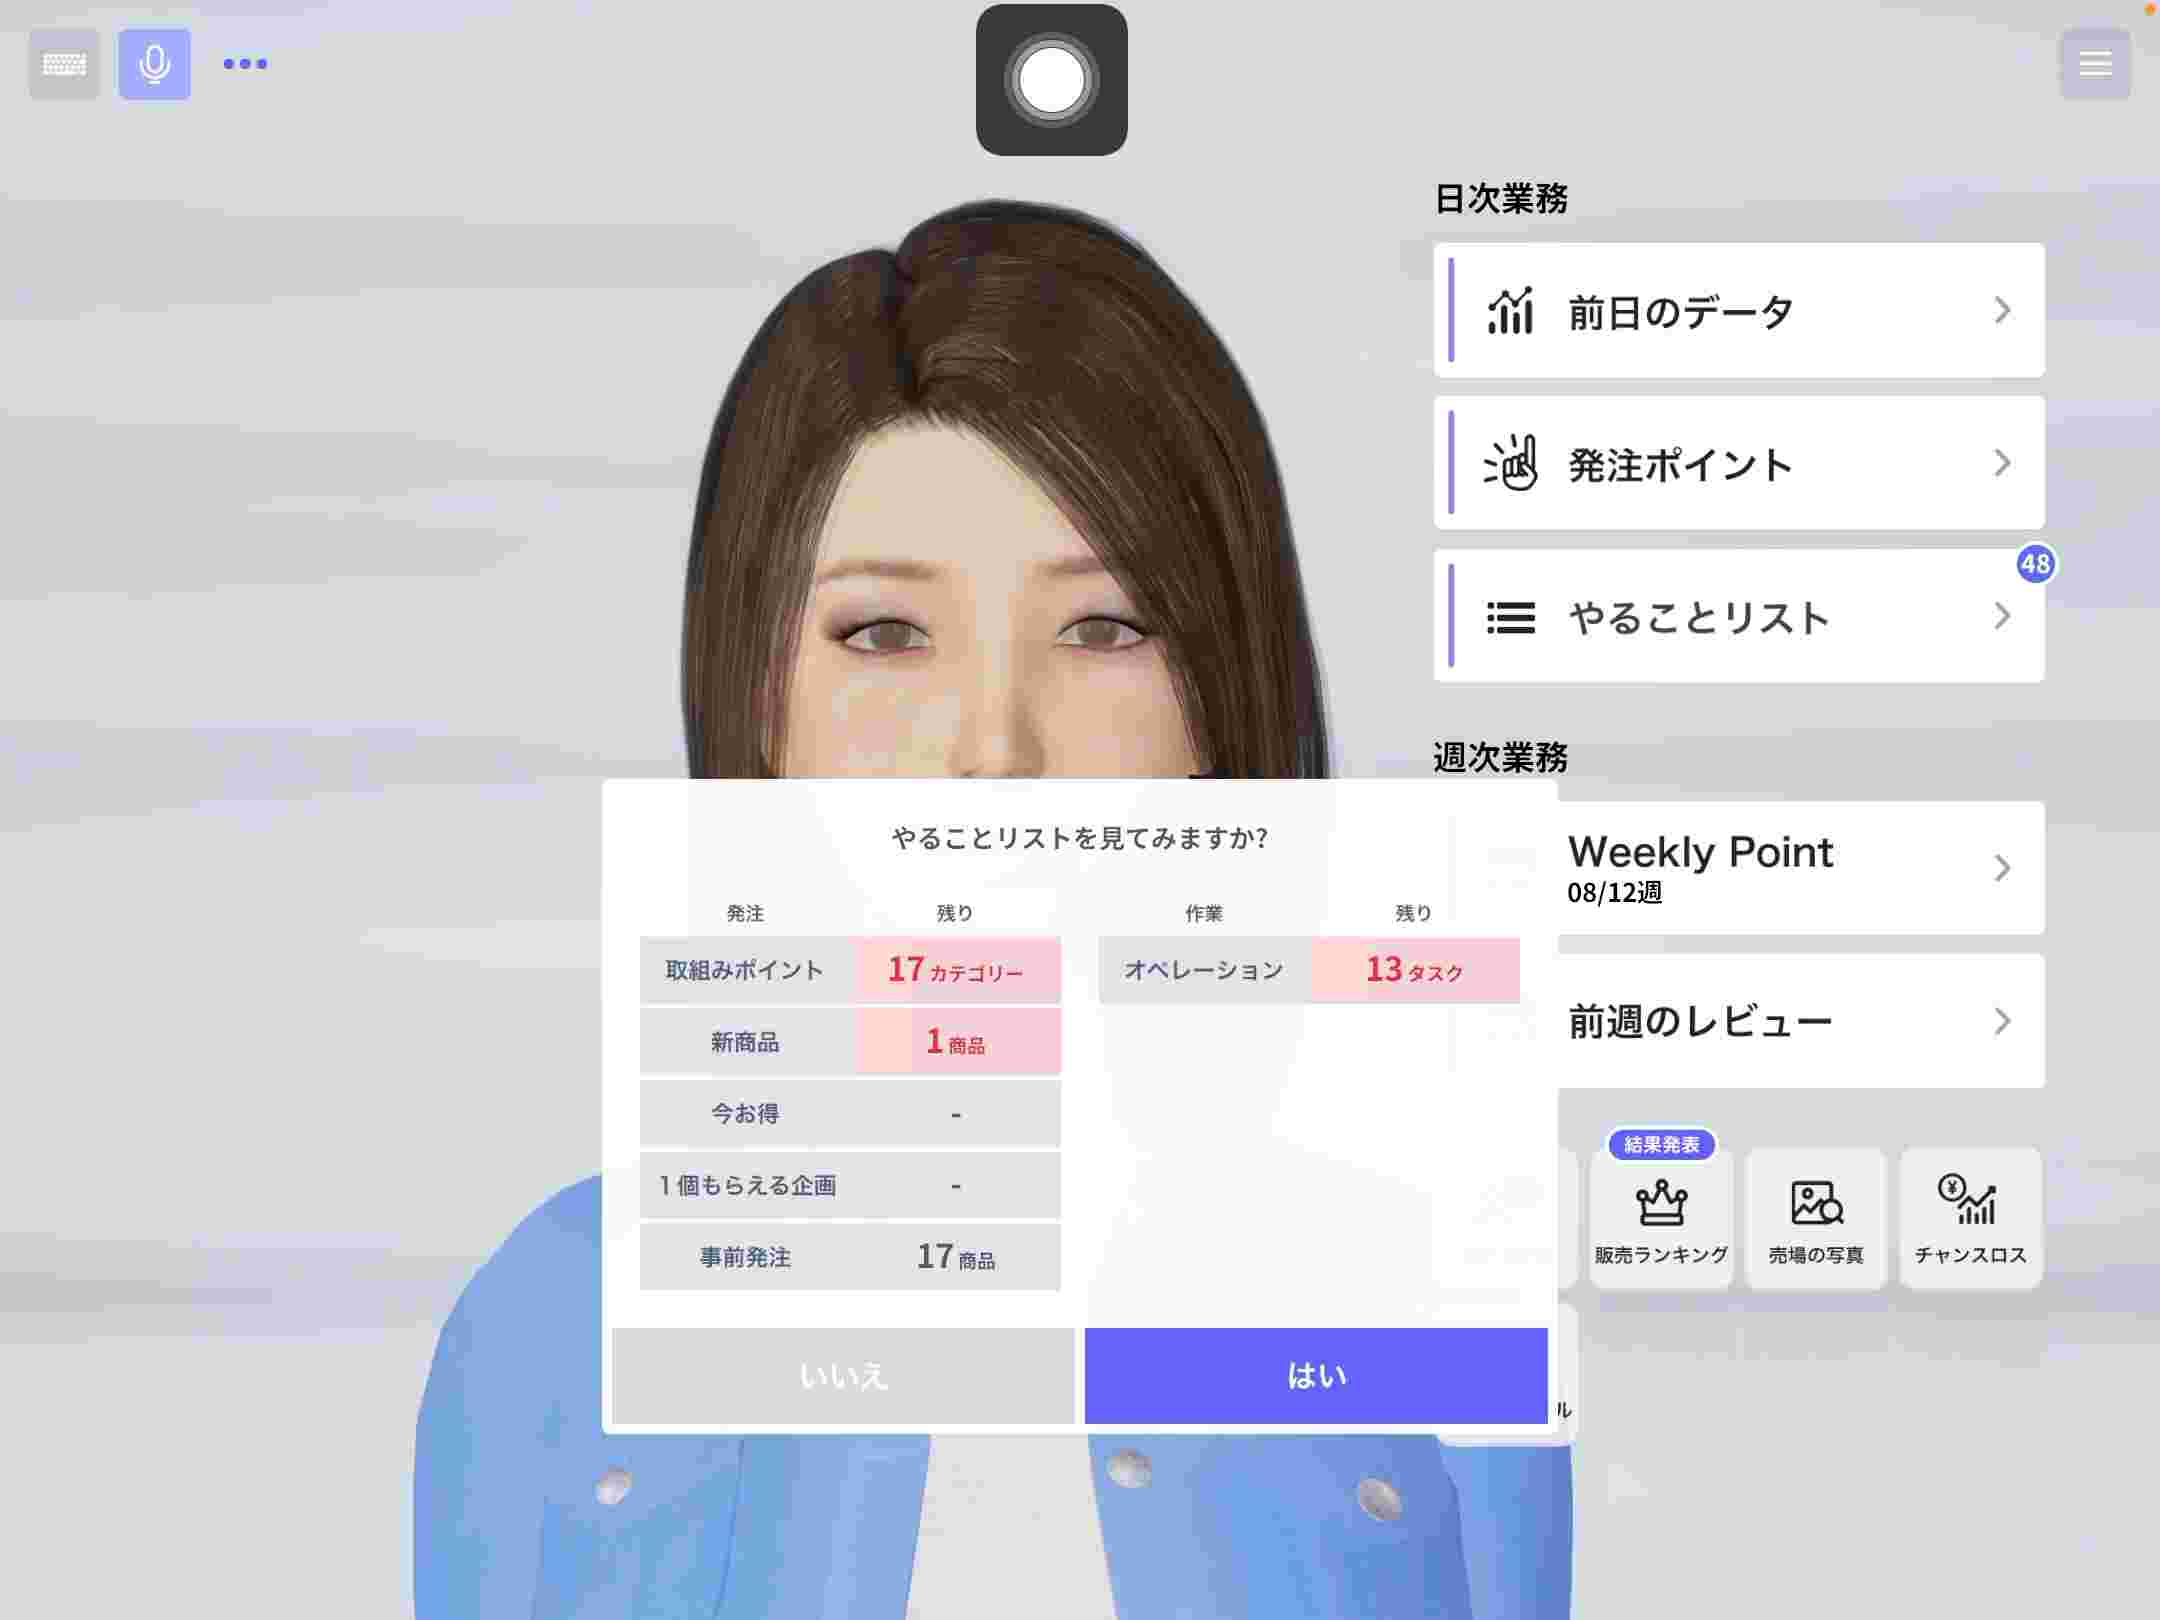 日次業務
前日のデータ
発注ポイント
48
やることリスト
週次業務
Weekly Point
08/12週
前週のレビュー
やることリストを見てみますか?
発注 残り
取組みポイント 17カテゴリー
新商品 1商品
今お得 -
1個もらえる企画 -
事前発注 17商品
作業 残り
オペレーション 13タスク
いいえ
はい
結果発表
販売ランキング
売場の写真
チャンスロス
ル